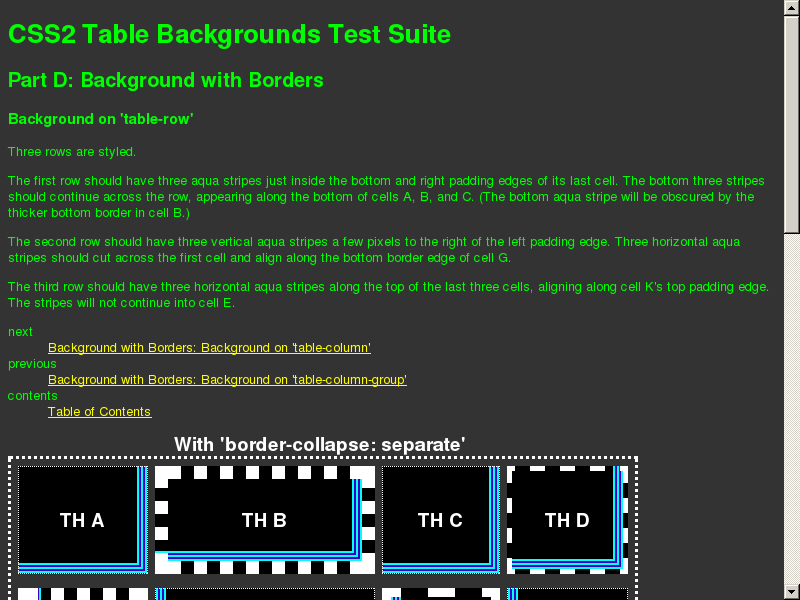 CSS2 Table Backgrounds Test Suite
Part D: Background with Borders
Background on 'table-row'
Three rows are styled.
The first row should have three aqua stripes just inside the bottom and right padding edges of its last cell. The bottom three stripes
should continue across the row, appearing along the bottom of cells A, B, and C. (The bottom aqua stripe will be obscured by the
thicker bottom border in cell B.)
The second row should have three vertical aqua stripes a few pixels to the right of the left padding edge. Three horizontal aqua
stripes should cut across the first cell and align along the bottom border edge of cell G.
The third row should have three horizontal aqua stripes along the top of the last three cells, aligning along cell K's top padding edge.
The stripes will not continue into cell E.
next
Background with Borders: Background on 'table-column'
previous
Background with Borders: Background on 'table-column-group'
contents
Table of Contents
With 'border-collapse: separate'
TH A TH B TH C TH D